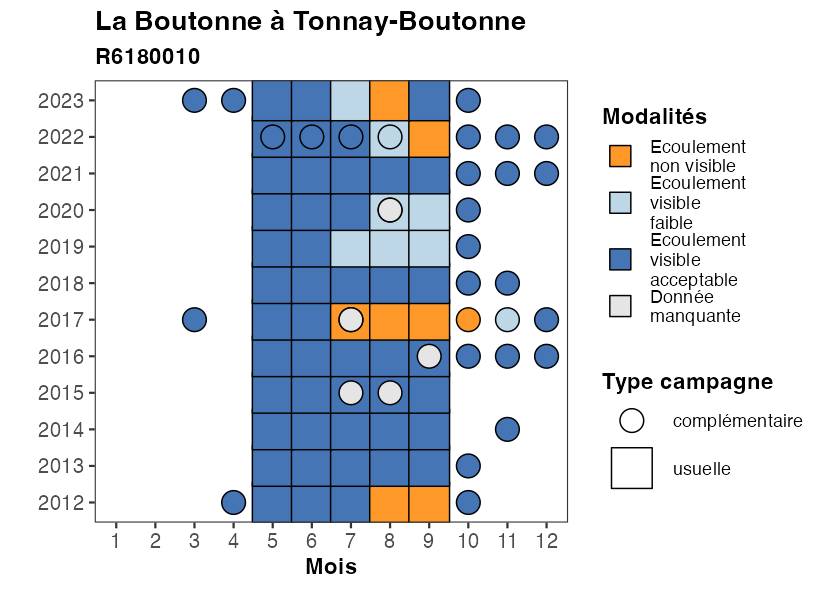 La Boutonne à Tonnay-Boutonne
R6180010
2023
2022
2021
2020
2019
2018
2017
2016
2015
2014
2013
2012
1 2 3 4 5 6 7 8 9 10 11 12
Mois
Modalités
Ecoulement
non visible
Ecoulement
visible
faible
Ecoulement
visible
acceptable
Donnée
manquante
Type campagne
complémentaire
usuelle